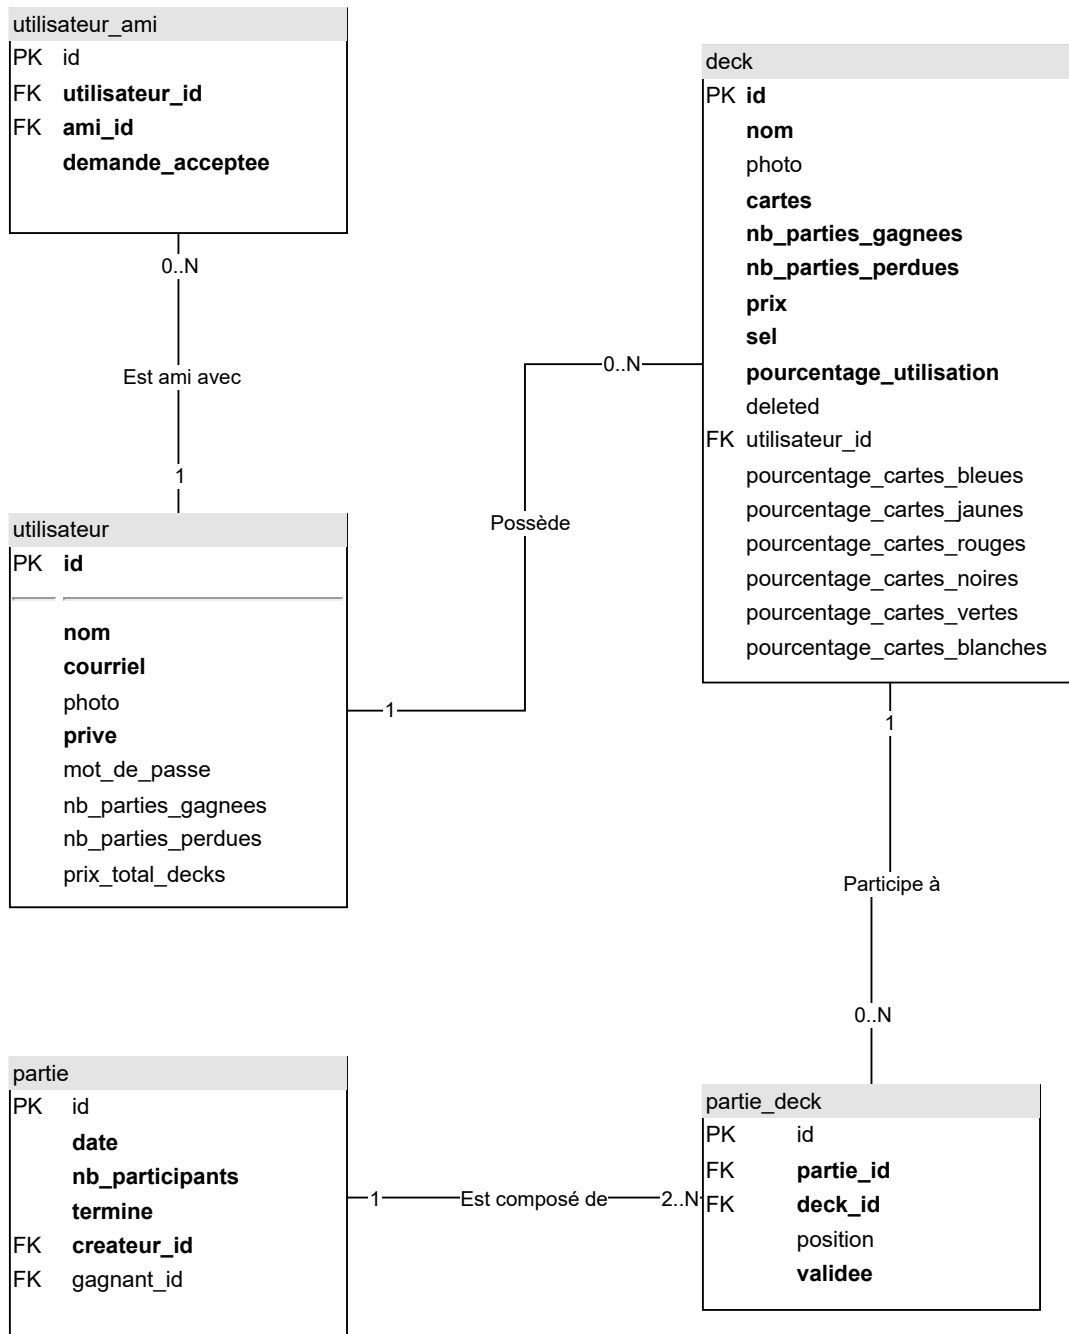 utilisateur_ami
PK id
FK utilisateur_id
FK ami_id
demande_acceptee
0..N
Est ami avec
1
utilisateur
PK id
nom
courriel
photo
prive
mot_de_passe
nb_parties_gagnees
nb_parties_perdues
prix_total_decks
1
Possède
0..N
deck
PK id
nom
photo
cartes
nb_parties_gagnees
nb_parties_perdues
prix
sel
pourcentage_utilisation
deleted
FK utilisateur_id
pourcentage_cartes_bleues
pourcentage_cartes_jaunes
pourcentage_cartes_rouges
pourcentage_cartes_noires
pourcentage_cartes_vertes
pourcentage_cartes_blanches
1
Participe à
0..N
partie
PK id
date
nb_participants
termine
FK createur_id
FK gagnant_id
1
Est composé de
2..N
partie_deck
PK id
FK partie_id
FK deck_id
position
validee